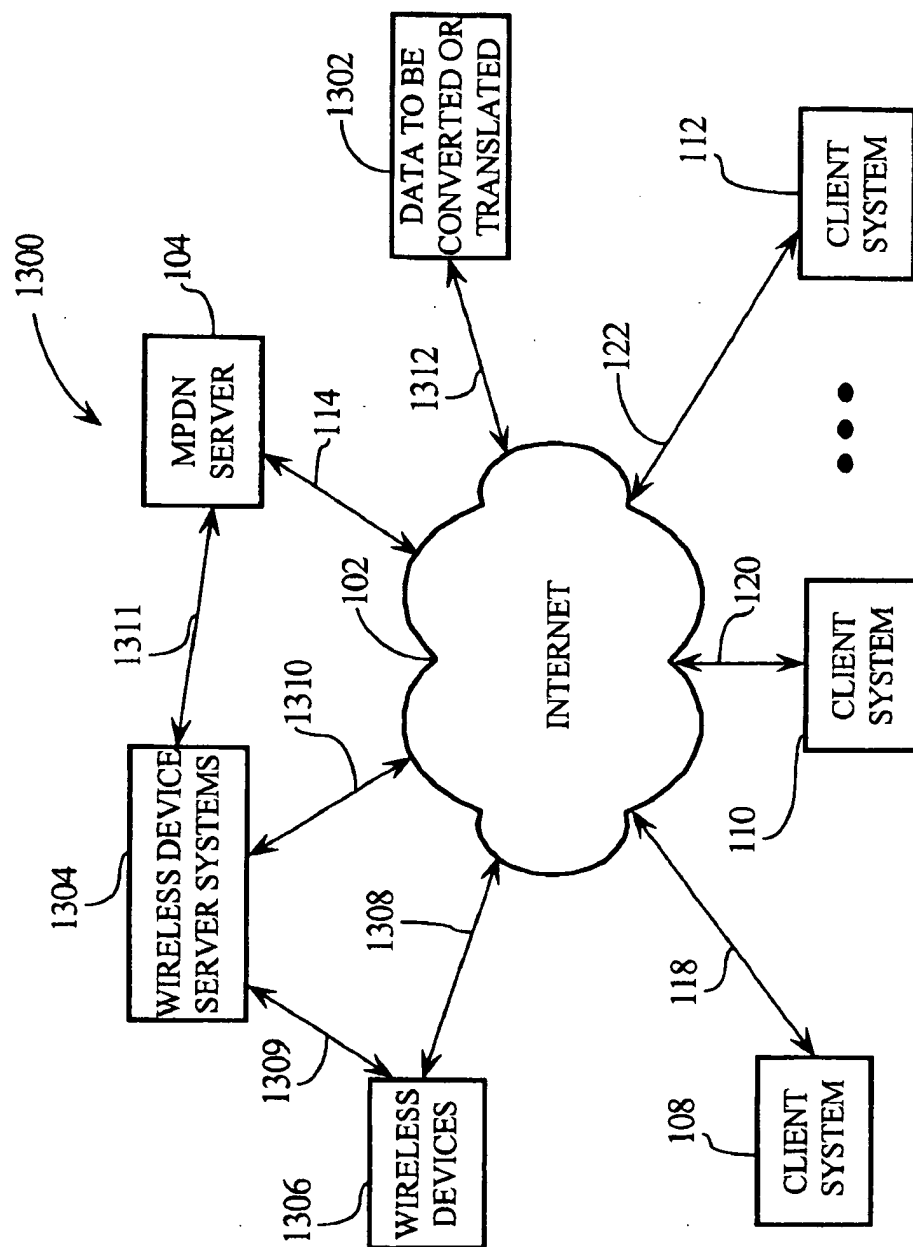 1300
1304
WIRELESS DEVICE
SERVER SYSTEMS
1311
MPDN
SERVER
104
1309
1310
102
114
1306
WIRELESS
DEVICES
1308
INTERNET
1312
1302
DATA TO BE
CONVERTED OR
TRANSLATED
118
120
122
108
CLIENT
SYSTEM
110
CLIENT
SYSTEM
112
CLIENT
SYSTEM